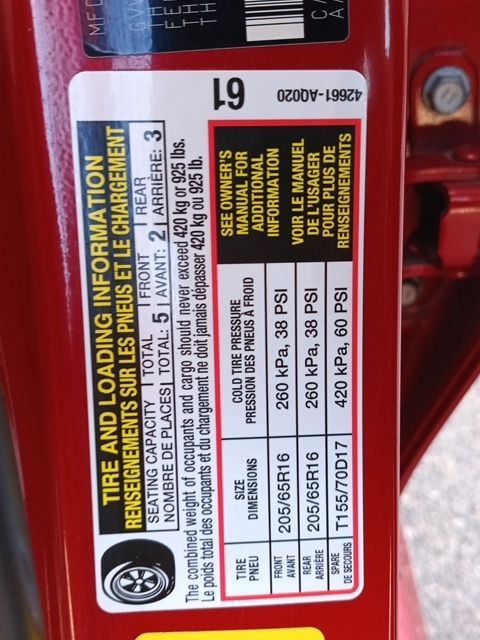 MFD
GVW
TH
FE
TH
C/
A/
TIRE AND LOADING INFORMATION
RENSEIGNEMENTS SUR LES PNEUS ET LE CHARGEMENT
SEATING CAPACITY | TOTAL 5 | FRONT 2 | REAR 3
NOMBRE DE PLACES | TOTAL: | AVANT: | ARRIÈRE:
The combined weight of occupants and cargo should never exceed 420 kg or 925 lbs.
Le poids total des occupants et du chargement ne doit jamais dépasser 420 kg ou 925 lb.
TIRE PNEU
SIZE DIMENSIONS
COLD TIRE PRESSURE
PRESSION DES PNEUS À FROID
FRONT AVANT 205/65R16 260 kPa, 38 PSI
REAR ARRIÈRE 205/65R16 260 kPa, 38 PSI
SPARE DE SECOURS T155/70D17 420 kPa, 60 PSI
SEE OWNER'S
MANUAL FOR
ADDITIONAL
INFORMATION
VOIR LE MANUEL
DE L'USAGER
POUR PLUS DE
RENSEIGNEMENTS
61
42661-AQ020